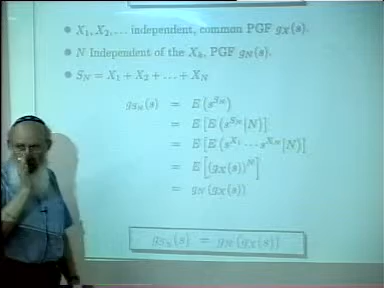 • X₁, X₂, … independent, common PGF g_X(s).
• N Independent of the X_k, PGF g_N(s).
• S_N = X₁ + X₂ + … + X_N
g_{S_N}(s) = E(s^{S_N})
= E[E(s^{S_N}|N)]
= E[E(s^{X₁} ⋯ s^{X_N}|N)]
= E[(g_X(s))^N]
= g_N(g_X(s))
g_{S_N}(s) = g_N(g_X(s))